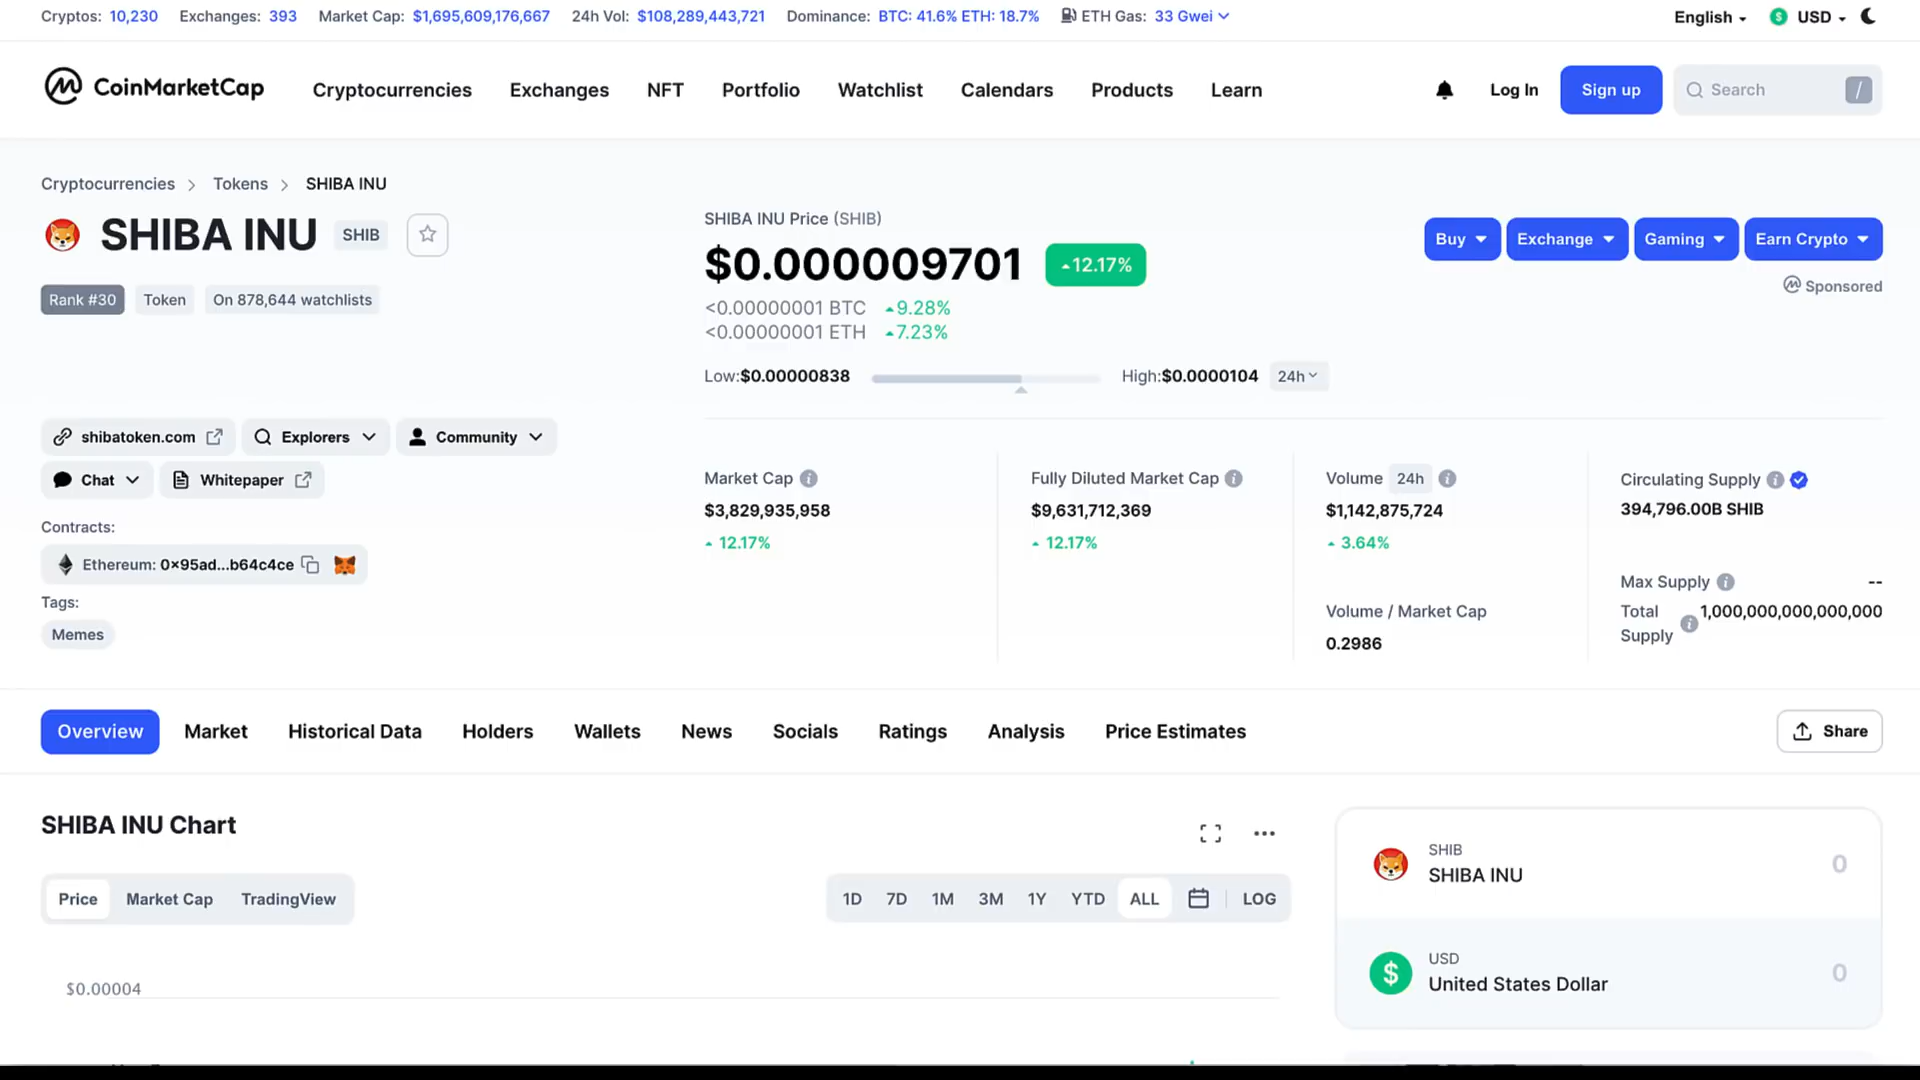 Cryptos: 10,230 Exchanges: 393 Market Cap: $1,695,609,176,667 24h Vol: $108,289,443,721 Dominance: BTC: 41.6% ETH: 18.7% ETH Gas: 33 Gwei English USD
CoinMarketCap Cryptocurrencies Exchanges NFT Portfolio Watchlist Calendars Products Learn Log In Sign up Search /
Cryptocurrencies > Tokens > SHIBA INU
SHIBA INU SHIB
Rank #30 Token On 878,644 watchlists
SHIBA INU Price (SHIB)
$0.000009701 12.17%
<0.00000001 BTC 9.28%
<0.00000001 ETH 7.23%
Low:$0.00000838 High:$0.0000104 24h
Buy Exchange Gaming Earn Crypto
Sponsored
shibatoken.com Explorers Community
Chat Whitepaper
Contracts:
Ethereum: 0x95ad...b64c4ce
Tags:
Memes
Market Cap
$3,829,935,958
12.17%
Fully Diluted Market Cap
$9,631,712,369
12.17%
Volume 24h
$1,142,875,724
3.64%
Volume / Market Cap
0.2986
Circulating Supply
394,796.00B SHIB
Max Supply --
Total Supply 1,000,000,000,000,000
Overview Market Historical Data Holders Wallets News Socials Ratings Analysis Price Estimates Share
SHIBA INU Chart
Price Market Cap TradingView 1D 7D 1M 3M 1Y YTD ALL LOG
$0.00004
SHIB
SHIBA INU 0
USD
United States Dollar 0